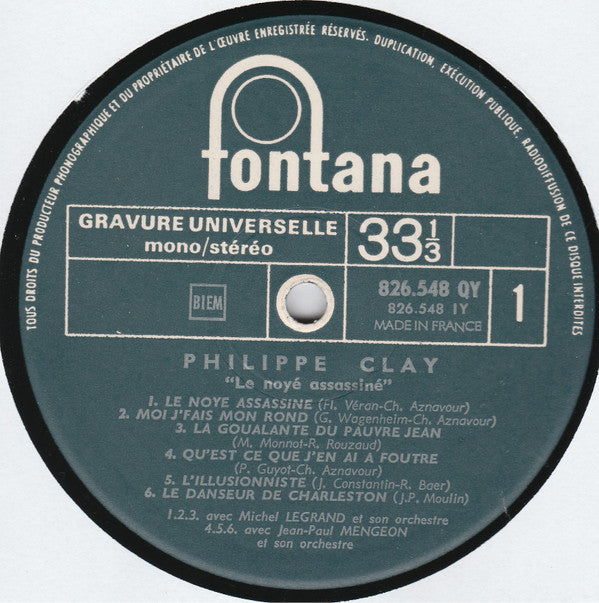 TOUS DROITS DU PRODUCTEUR PHONOGRAPHIQUE ET DU PROPRIÉTAIRE DE L'ŒUVRE ENREGISTRÉE RÉSERVÉS. DUPLICATION, EXÉCUTION PUBLIQUE, RADIODIFFUSION DE CE DISQUE INTERDITES
fontana
GRAVURE UNIVERSELLE
mono/stéréo
33 1/3
BIEM
826.548 QY
826.548 IY
MADE IN FRANCE
1
PHILIPPE CLAY
"Le noyé assassiné"
1. LE NOYE ASSASSINE (Fl. Véran-Ch. Aznavour)
2. MOI J'FAIS MON ROND (G. Wagenheim-Ch. Aznavour)
3. LA GOUALANTE DU PAUVRE JEAN
(M. Monnot-R. Rouzaud)
4. QU'EST CE QUE J'EN AI A FOUTRE
(P. Guyot-Ch. Aznavour)
5. L'ILLUSIONNISTE (J. Constantin-R. Baer)
6. LE DANSEUR DE CHARLESTON (J.P. Moulin)
1.2.3. avec Michel LEGRAND et son orchestre
4.5.6. avec Jean-Paul MENGEON
et son orchestre